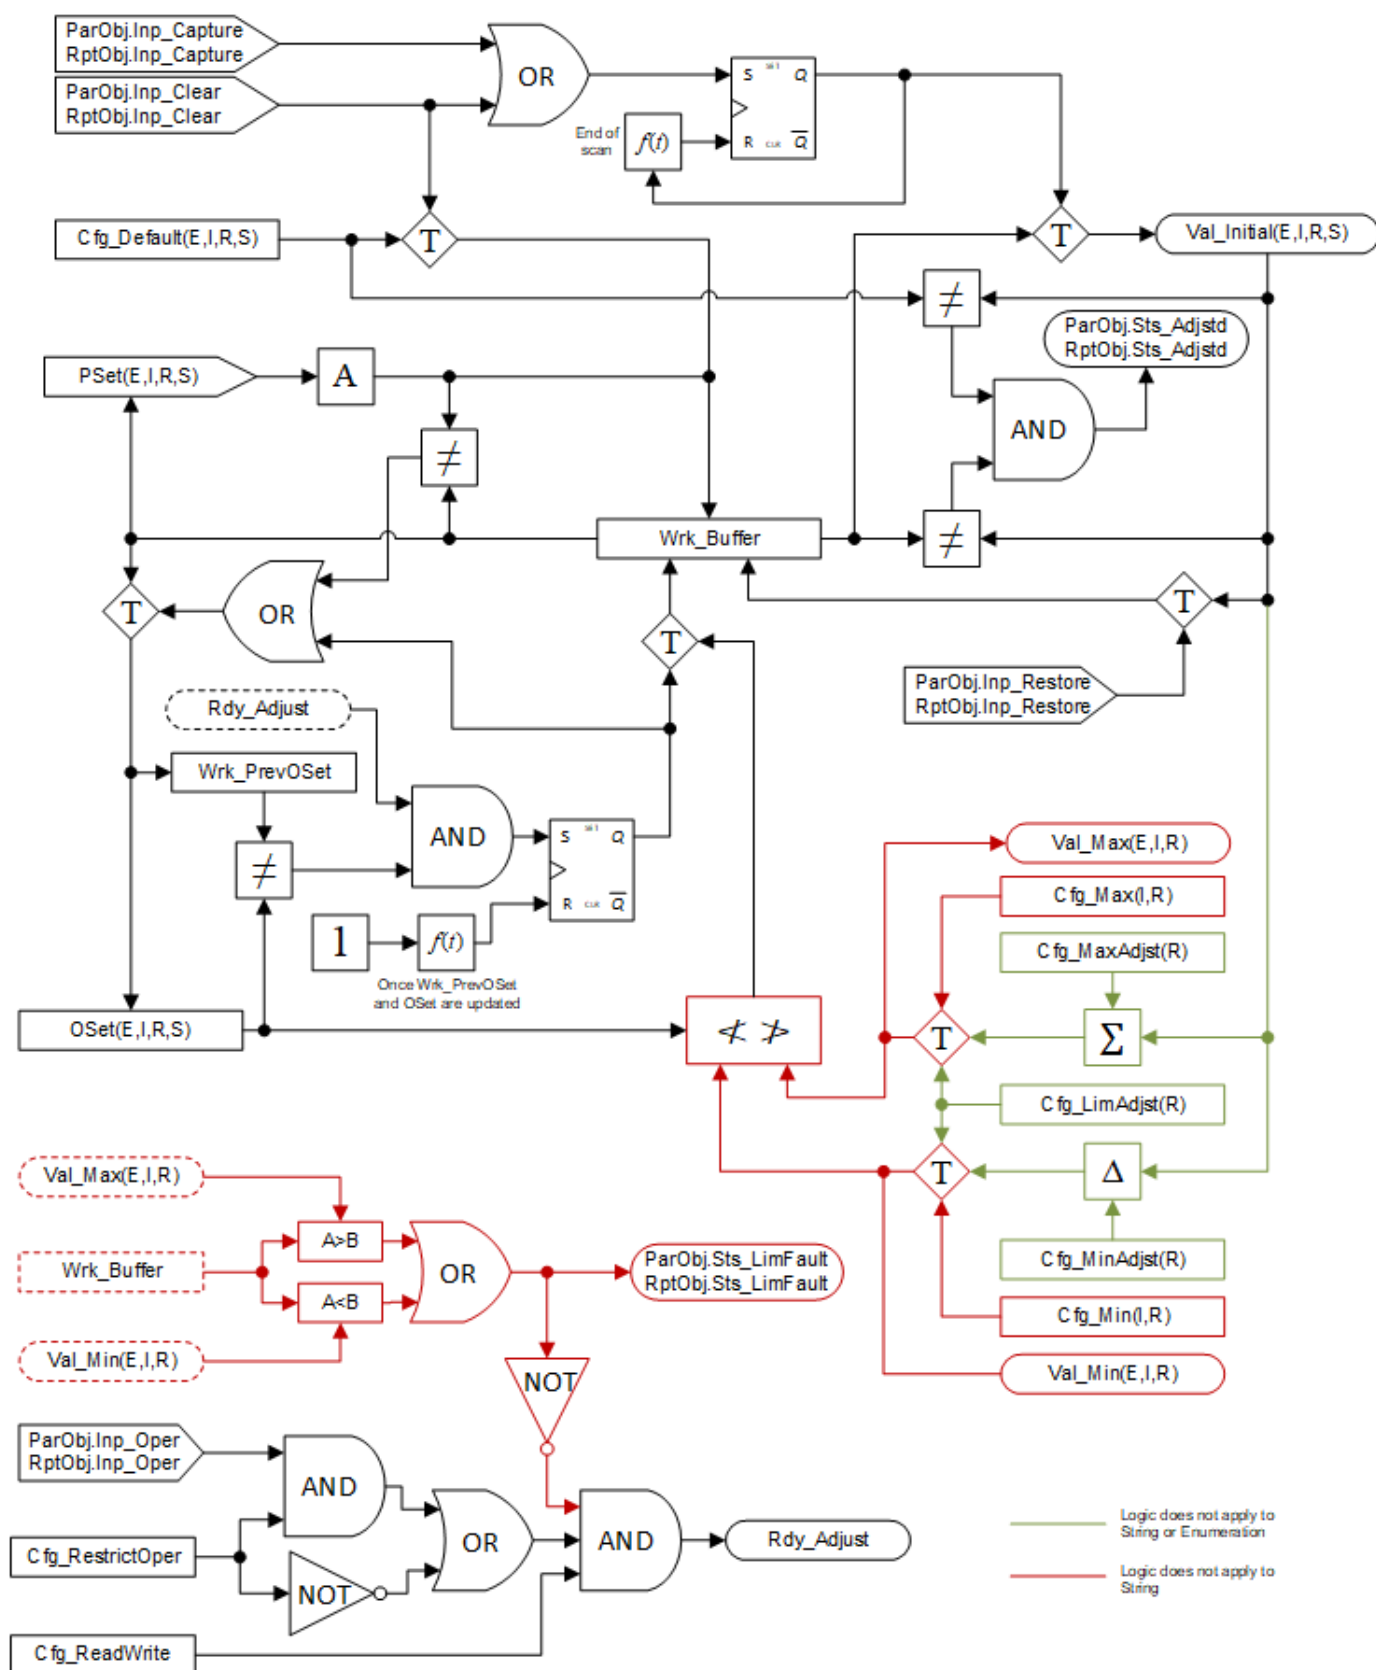 ParObj.Inp_Capture
RptObj.Inp_Capture
ParObj.Inp_Clear
RptObj.Inp_Clear
OR
S SET Q
R CLR Q
End of
scan
f(t)
Cfg_Default(E,I,R,S)
T
T
Val_Initial(E,I,R,S)
≠
ParObj.Sts_Adjstd
RptObj.Sts_Adjstd
PSet(E,I,R,S)
A
≠
AND
Wrk_Buffer
≠
T
OR
T
T
ParObj.Inp_Restore
RptObj.Inp_Restore
Rdy_Adjust
Wrk_PrevOSet
AND
S SET Q
R CLR Q
≠
1
f(t)
Once Wrk_PrevOSet
and OSet are updated
Val_Max(E,I,R)
Cfg_Max(I,R)
Cfg_MaxAdjst(R)
OSet(E,I,R,S)
≮ ≯
T
Σ
Cfg_LimAdjst(R)
T
Δ
Cfg_MinAdjst(R)
Cfg_Min(I,R)
Val_Min(E,I,R)
Val_Max(E,I,R)
A>B
Wrk_Buffer
OR
ParObj.Sts_LimFault
RptObj.Sts_LimFault
A<B
Val_Min(E,I,R)
NOT
ParObj.Inp_Oper
RptObj.Inp_Oper
AND
Cfg_RestrictOper
NOT
OR
AND
Rdy_Adjust
Cfg_ReadWrite
Logic does not apply to
String or Enumeration
Logic does not apply to
String